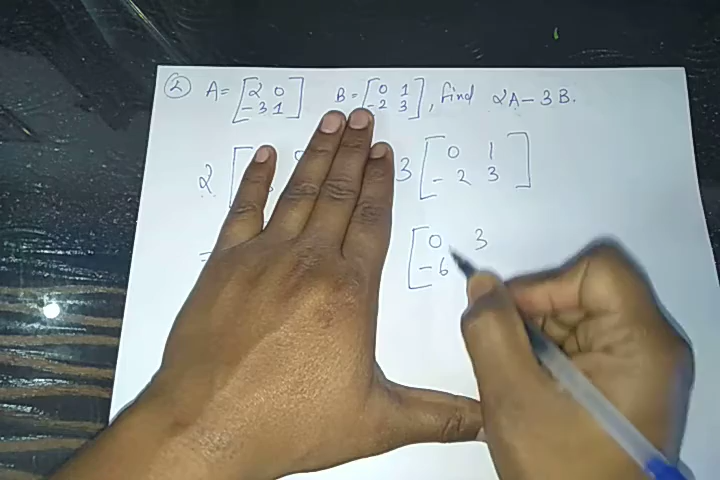 2 A = [ 2 0 -3 1 ] B = [ 0 1 -2 3 ], find 2A - 3B.
2 [ 3 [ 0 1 -2 3 ]
[ 0 3 -6